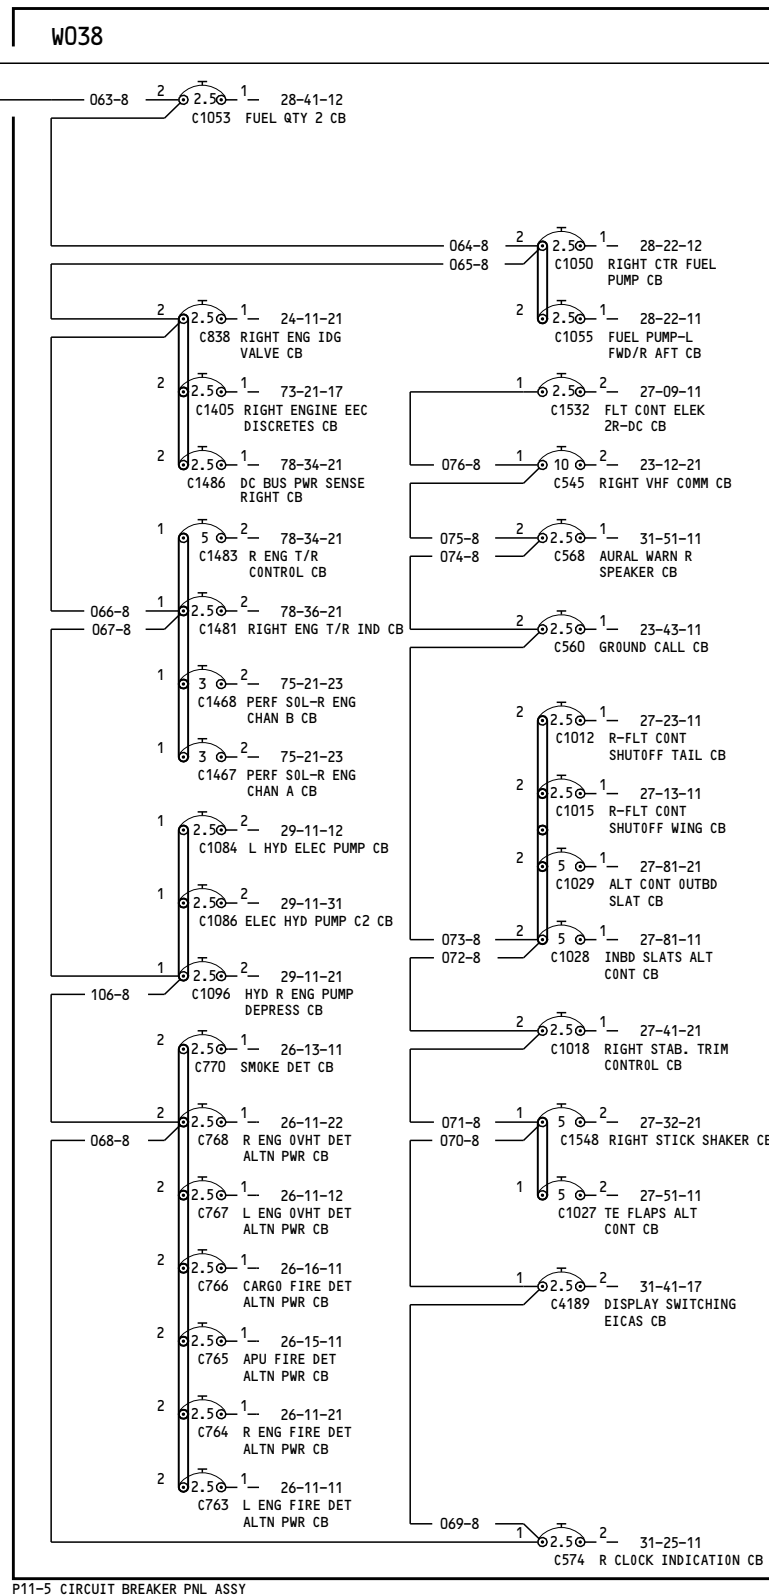 W038
063-8 2 2.5 1 28-41-12
C1053 FUEL QTY 2 CB
064-8 2 2.5 1 28-22-12
065-8 C1050 RIGHT CTR FUEL
PUMP CB
2 2.5 1 24-11-21
C838 RIGHT ENG IDG
VALVE CB
2 2.5 1 28-22-11
C1055 FUEL PUMP-L
FWD/R AFT CB
2 2.5 1 73-21-17
C1405 RIGHT ENGINE EEC
DISCRETES CB
1 2.5 2 27-09-11
C1532 FLT CONT ELEK
2R-DC CB
2 2.5 1 78-34-21
C1486 DC BUS PWR SENSE
RIGHT CB
076-8 1 10 2 23-12-21
C545 RIGHT VHF COMM CB
1 5 2 78-34-21
C1483 R ENG T/R
CONTROL CB
075-8 2 2.5 1 31-51-11
074-8 C568 AURAL WARN R
SPEAKER CB
066-8 1 2.5 2 78-36-21
067-8 C1481 RIGHT ENG T/R IND CB
2 2.5 1 23-43-11
C560 GROUND CALL CB
1 3 2 75-21-23
C1468 PERF SOL-R ENG
CHAN B CB
2 2.5 1 27-23-11
C1012 R-FLT CONT
SHUTOFF TAIL CB
1 3 2 75-21-23
C1467 PERF SOL-R ENG
CHAN A CB
2 2.5 1 27-13-11
C1015 R-FLT CONT
SHUTOFF WING CB
1 2.5 2 29-11-12
C1084 L HYD ELEC PUMP CB
2 5 1 27-81-21
C1029 ALT CONT OUTBD
SLAT CB
1 2.5 2 29-11-31
C1086 ELEC HYD PUMP C2 CB
073-8 2 5 1 27-81-11
072-8 C1028 INBD SLATS ALT
CONT CB
1 2.5 2 29-11-21
106-8 C1096 HYD R ENG PUMP
DEPRESS CB
2 2.5 1 27-41-21
C1018 RIGHT STAB. TRIM
CONTROL CB
2 2.5 1 26-13-11
C770 SMOKE DET CB
2 2.5 1 26-11-22
068-8 C768 R ENG OVHT DET
ALTN PWR CB
071-8 1 5 2 27-32-21
070-8 C1548 RIGHT STICK SHAKER CB
2 2.5 1 26-11-12
C767 L ENG OVHT DET
ALTN PWR CB
1 5 2 27-51-11
C1027 TE FLAPS ALT
CONT CB
2 2.5 1 26-16-11
C766 CARGO FIRE DET
ALTN PWR CB
1 2.5 2 31-41-17
C4189 DISPLAY SWITCHING
EICAS CB
2 2.5 1 26-15-11
C765 APU FIRE DET
ALTN PWR CB
2 2.5 1 26-11-21
C764 R ENG FIRE DET
ALTN PWR CB
2 2.5 1 26-11-11
C763 L ENG FIRE DET
ALTN PWR CB
069-8 1 2.5 2 31-25-11
C574 R CLOCK INDICATION CB
P11-5 CIRCUIT BREAKER PNL ASSY